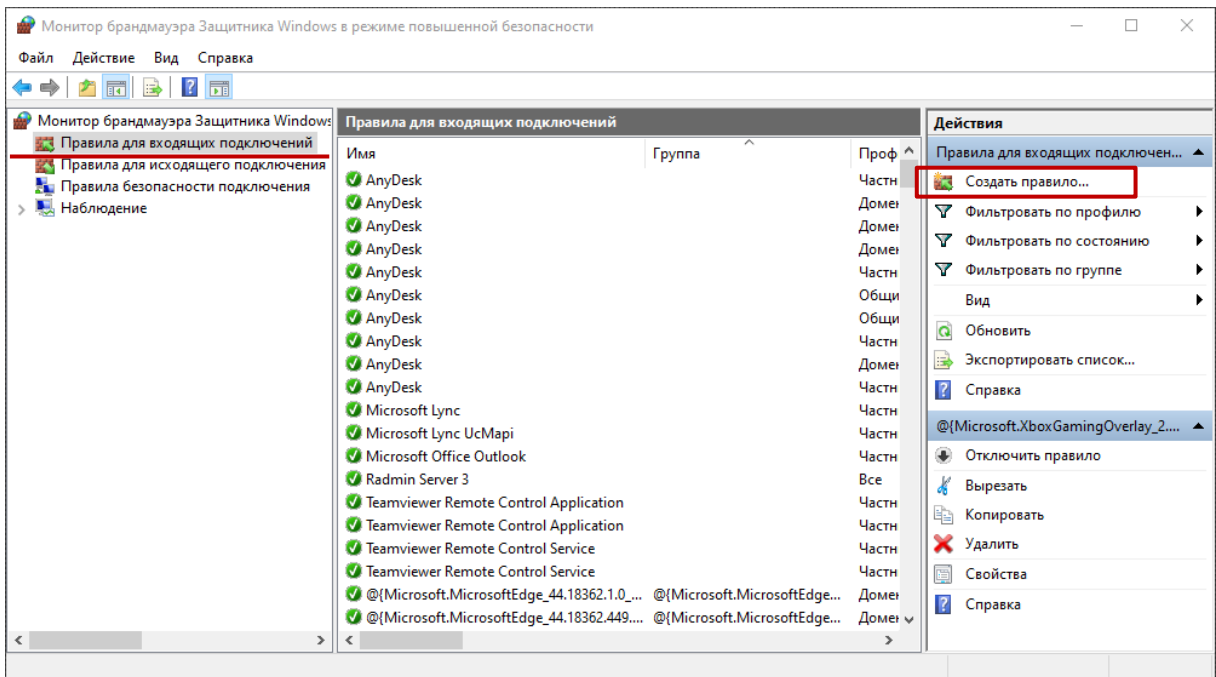 Монитор брандмауэра Защитника Windows в режиме повышенной безопасности
Файл Действие Вид Справка
Монитор брандмауэра Защитника Windows
Правила для входящих подключений
Правила для исходящего подключения
Правила безопасности подключения
Наблюдение
Правила для входящих подключений
Имя Группа Проф
AnyDesk Частн
AnyDesk Домен
AnyDesk Домен
AnyDesk Домен
AnyDesk Частн
AnyDesk Общи
AnyDesk Общи
AnyDesk Частн
AnyDesk Домен
AnyDesk Частн
Microsoft Lync Частн
Microsoft Lync UcMapi Частн
Microsoft Office Outlook Частн
Radmin Server 3 Все
Teamviewer Remote Control Application Частн
Teamviewer Remote Control Application Частн
Teamviewer Remote Control Service Частн
Teamviewer Remote Control Service Частн
@{Microsoft.MicrosoftEdge_44.18362.1.0_... @{Microsoft.MicrosoftEdge... Домен
@{Microsoft.MicrosoftEdge_44.18362.449.... @{Microsoft.MicrosoftEdge... Домен
Действия
Правила для входящих подключен...
Создать правило...
Фильтровать по профилю
Фильтровать по состоянию
Фильтровать по группе
Вид
Обновить
Экспортировать список...
Справка
@{Microsoft.XboxGamingOverlay_2....
Отключить правило
Вырезать
Копировать
Удалить
Свойства
Справка